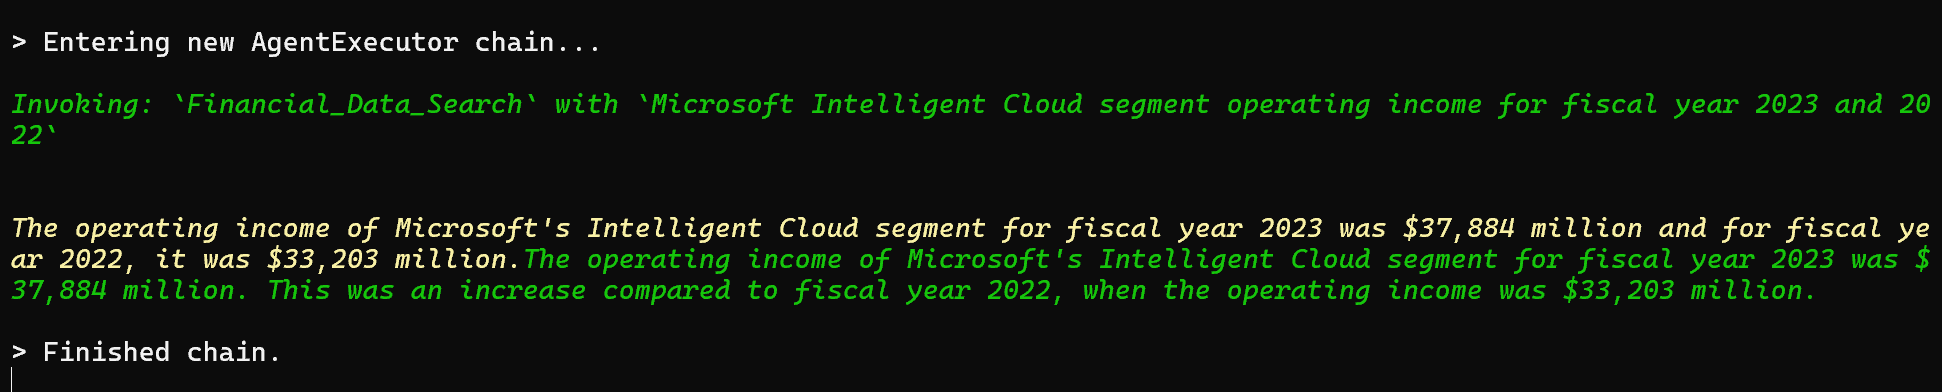 > Entering new AgentExecutor chain...
Invoking: `Financial_Data_Search` with `Microsoft Intelligent Cloud segment operating income for fiscal year 2023 and 20
22`
The operating income of Microsoft's Intelligent Cloud segment for fiscal year 2023 was $37,884 million and for fiscal ye
ar 2022, it was $33,203 million.The operating income of Microsoft's Intelligent Cloud segment for fiscal year 2023 was $
37,884 million. This was an increase compared to fiscal year 2022, when the operating income was $33,203 million.
> Finished chain.